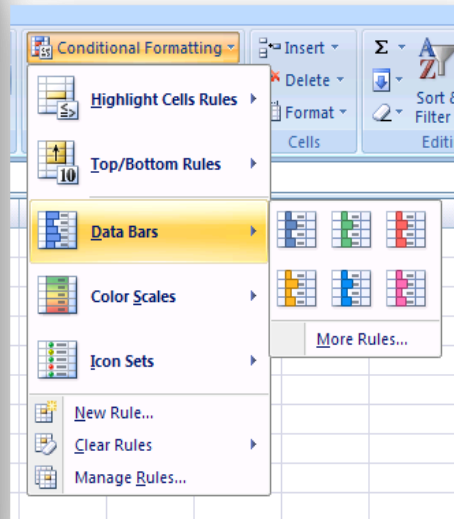 Conditional Formatting
Insert
Σ
A
Z
Delete
Format
Sort &
Filter
Cells
Editi
Highlight Cells Rules
Top/Bottom Rules
10
Data Bars
Color Scales
Icon Sets
More Rules...
New Rule...
Clear Rules
Manage Rules...